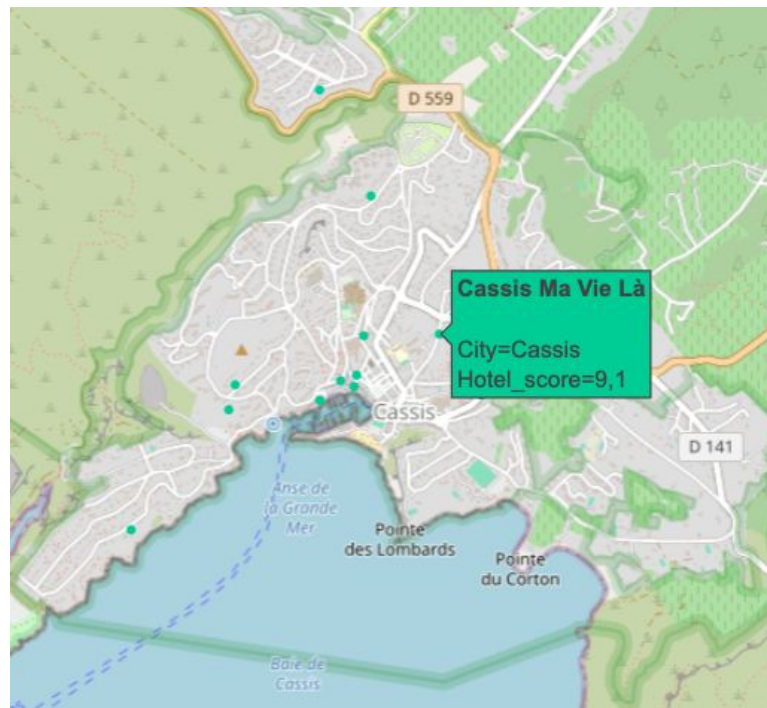 D 559
Cassis Ma Vie Là
City=Cassis
Hotel_score=9,1
Cassis
D 141
Anse de
la Grande
Mer
Pointe
des Lombards
Pointe
du Corton
Baie de
Cassis